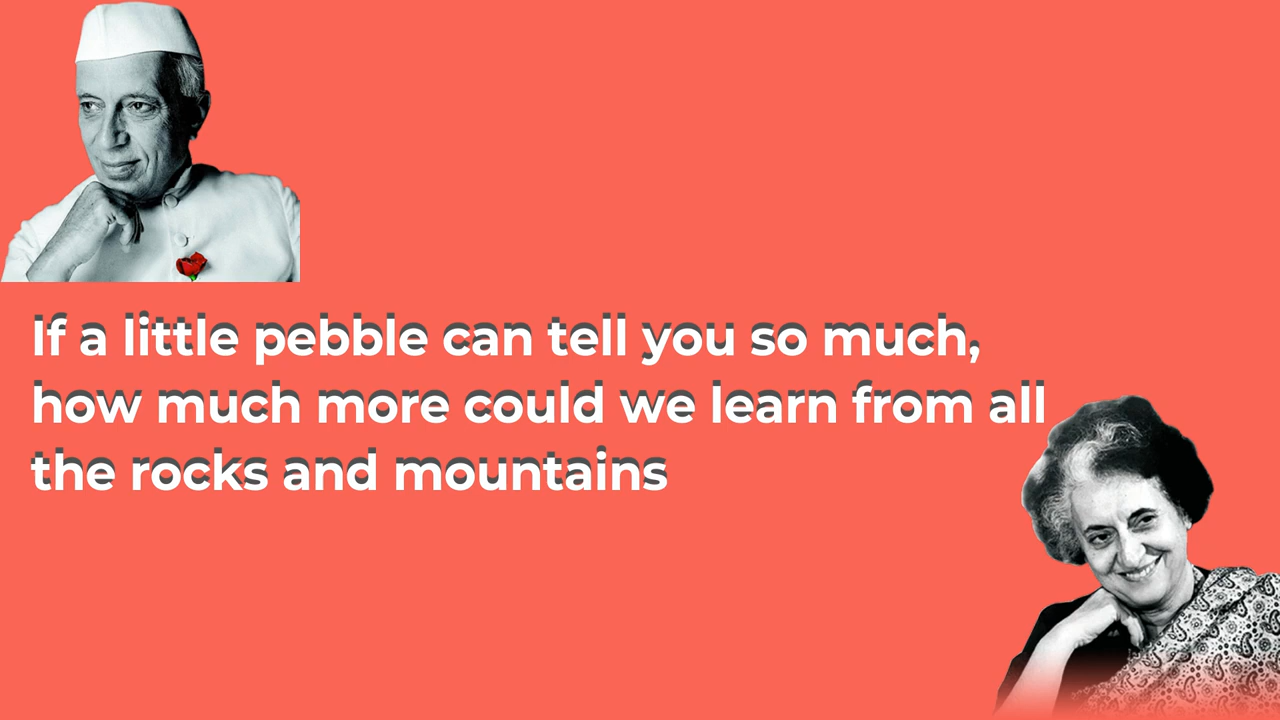 If a little pebble can tell you so much,
how much more could we learn from all
the rocks and mountains